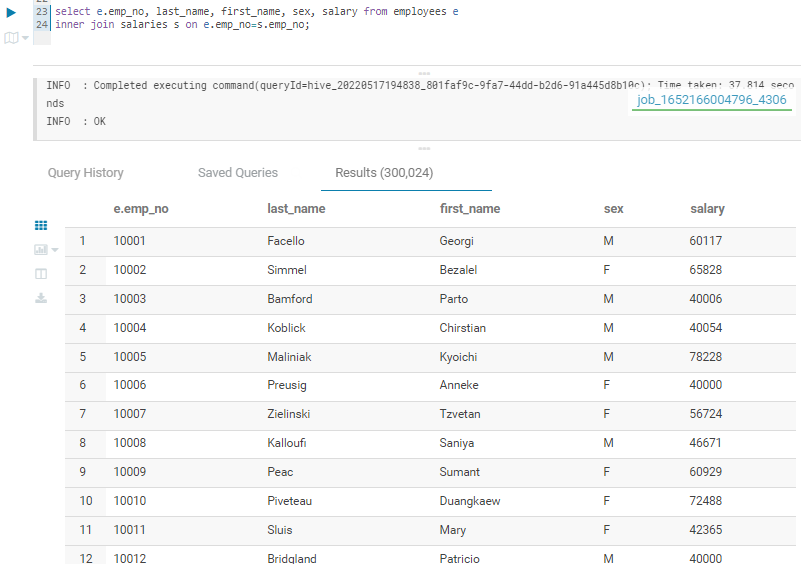 23 select e.emp_no, last_name, first_name, sex, salary from employees e
24 inner join salaries s on e.emp_no=s.emp_no;
INFO : Completed executing command(queryId=hive_20220517194838_801faf9c-9fa7-44dd-b2d6-91a445d8b10c); Time taken: 37.814 seco
nds
job_1652166004796_4306
INFO : OK
Query History Saved Queries Results (300,024)
e.emp_no last_name first_name sex salary
1 10001 Facello Georgi M 60117
2 10002 Simmel Bezalel F 65828
3 10003 Bamford Parto M 40006
4 10004 Koblick Chirstian M 40054
5 10005 Maliniak Kyoichi M 78228
6 10006 Preusig Anneke F 40000
7 10007 Zielinski Tzvetan F 56724
8 10008 Kalloufi Saniya M 46671
9 10009 Peac Sumant F 60929
10 10010 Piveteau Duangkaew F 72488
11 10011 Sluis Mary F 42365
12 10012 Bridgland Patricio M 40000